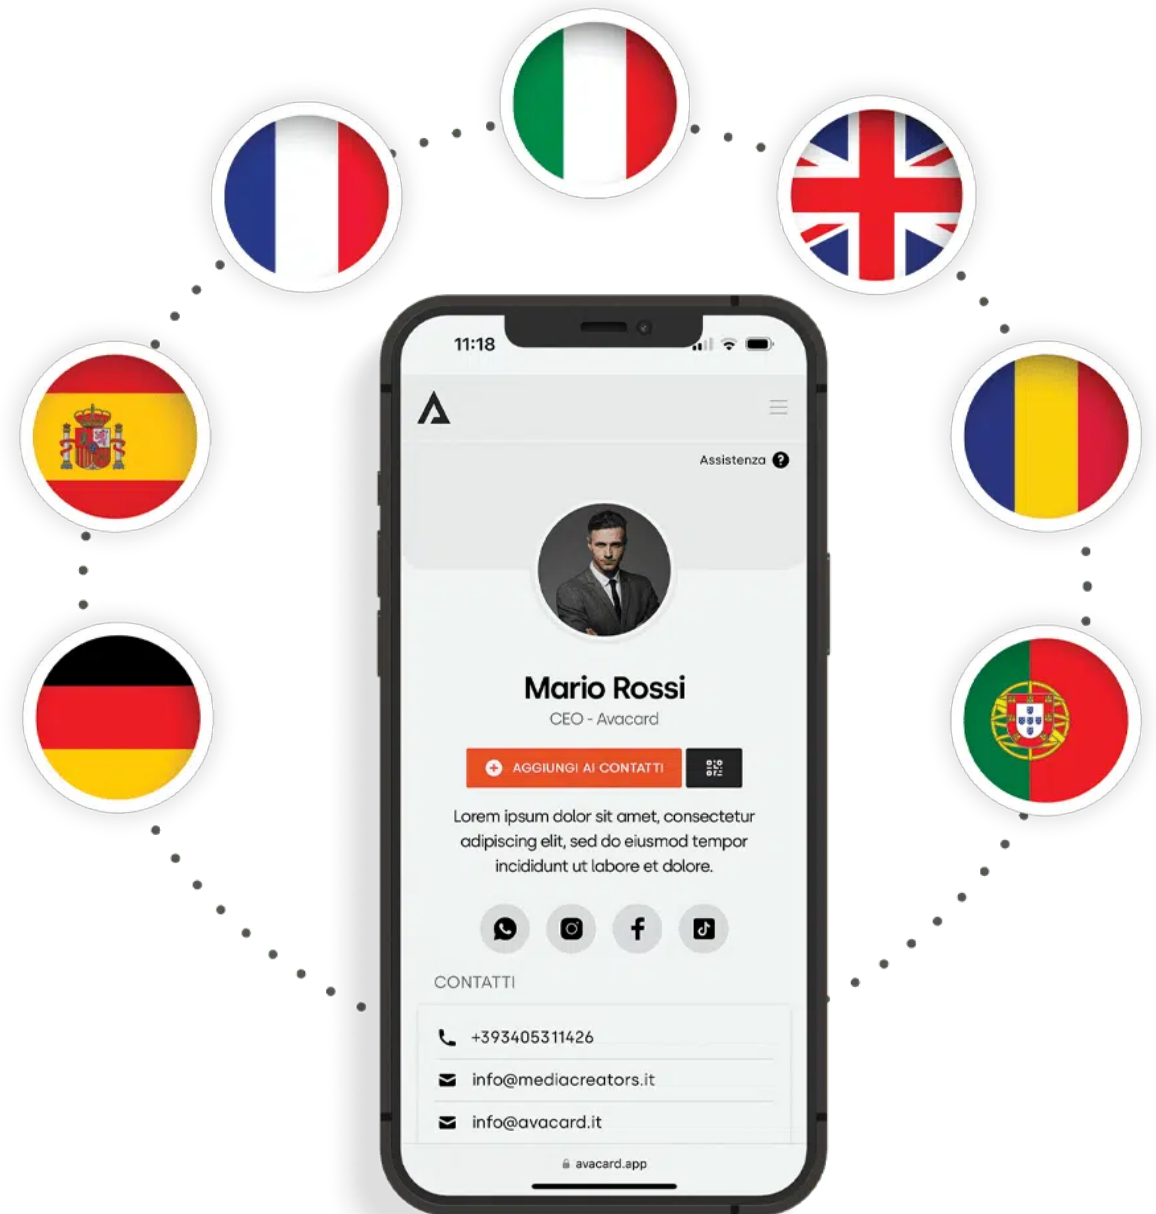 11:18
Assistenza ?
Mario Rossi
CEO - Avacard
AGGIUNGI AI CONTATTI
Lorem ipsum dolor sit amet, consectetur
adipiscing elit, sed do eiusmod tempor
incididunt ut labore et dolore.
CONTATTI
+393405311426
info@mediacreators.it
info@avacard.it
avacard.app